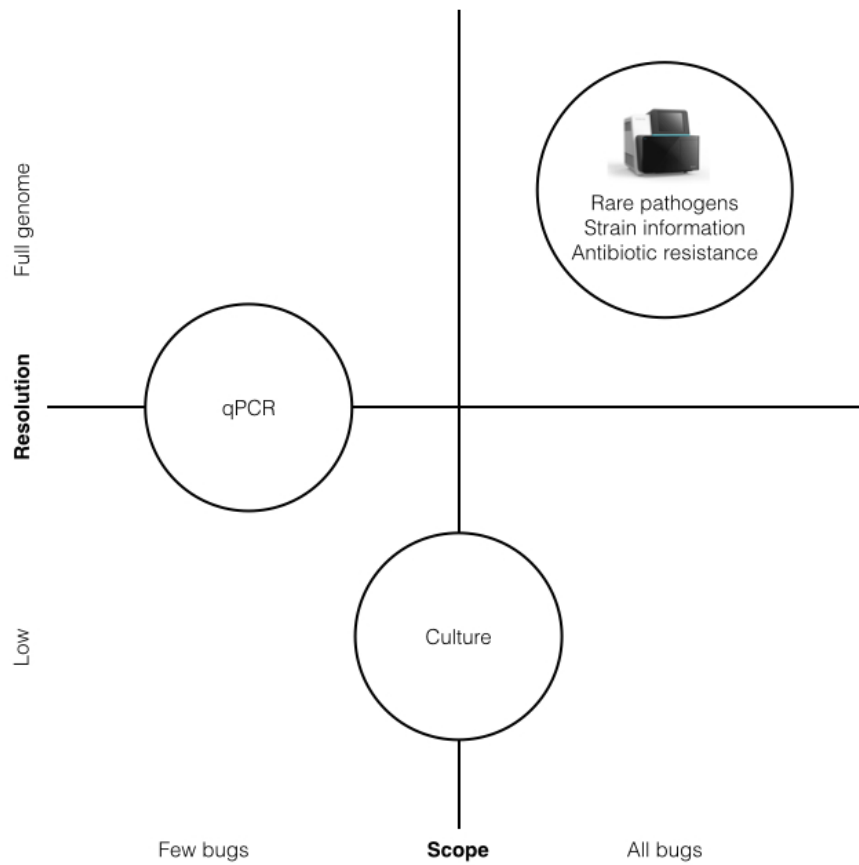 Full genome
Rare pathogens
Strain information
Antibiotic resistance
Resolution
qPCR
Low
Culture
Few bugs
Scope
All bugs